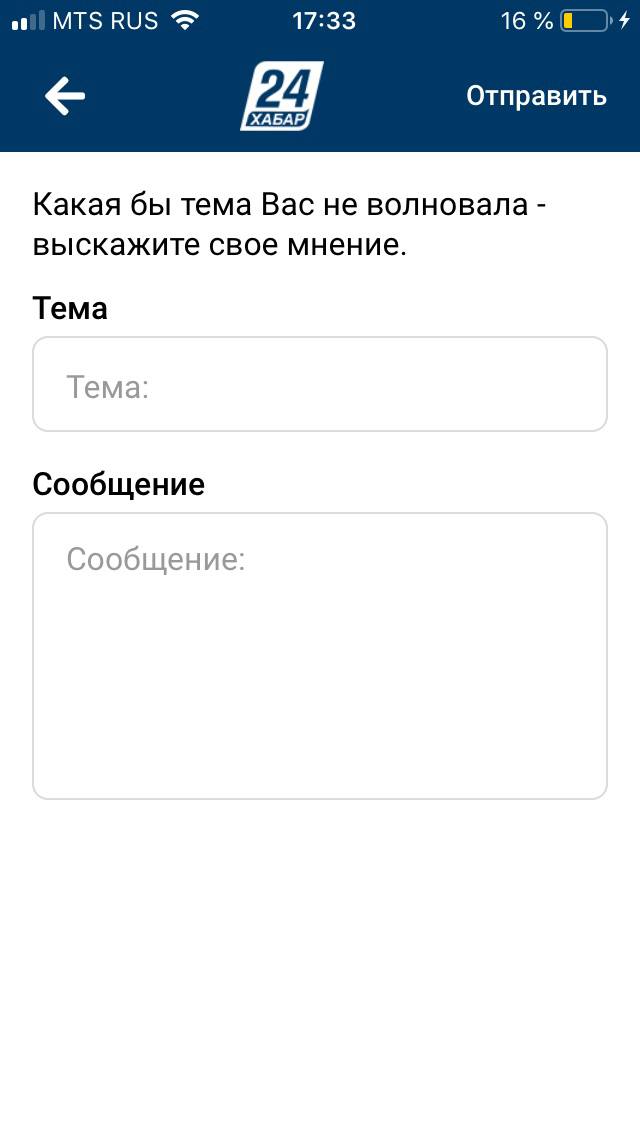 MTS RUS 17:33 16 %
24
ХАБАР
Отправить
Какая бы тема Вас не волновала -
выскажите свое мнение.
Тема
Тема:
Сообщение
Сообщение: